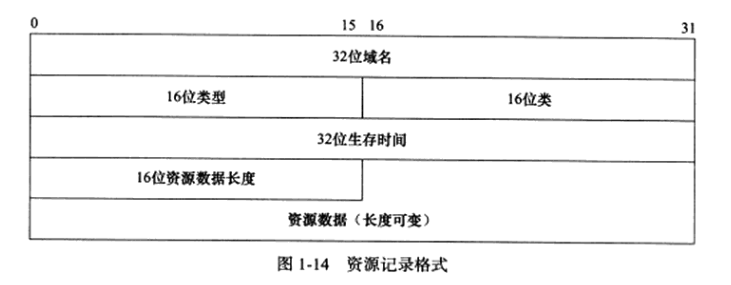 0 15 16 31
32位域名
16位类型 16位类
32位生存时间
16位资源数据长度
资源数据（长度可变）
图 1-14 资源记录格式